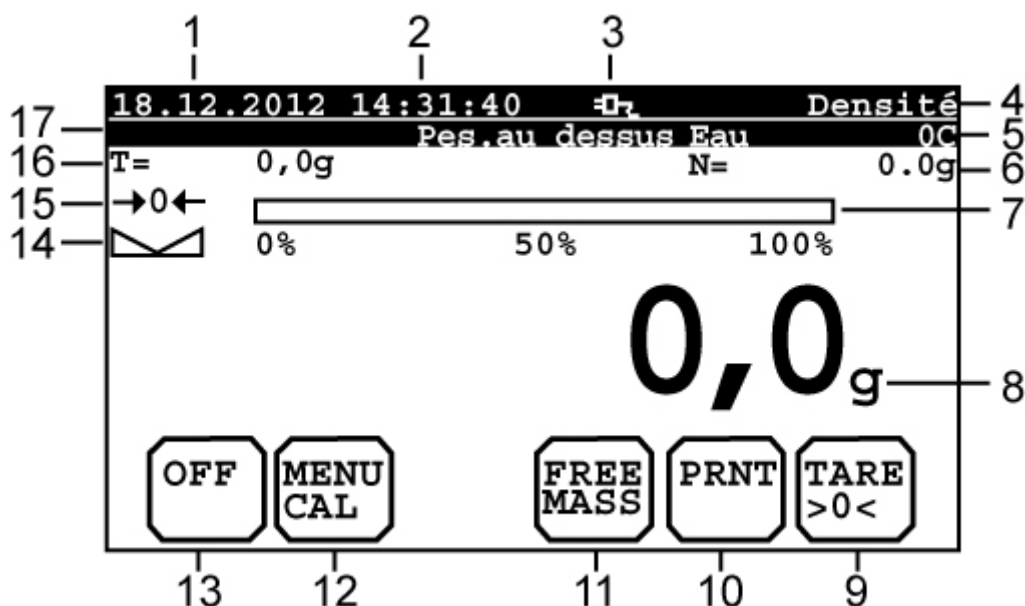 1 2 3
18.12.2012 14:31:40 Densité 4
17 Pes.au dessus Eau 0C 5
16 T= 0,0g N= 0.0g 6
15 →0← 7
14 0% 50% 100%
0,0g 8
OFF MENU FREE PRNT TARE
CAL MASS >0<
13 12 11 10 9